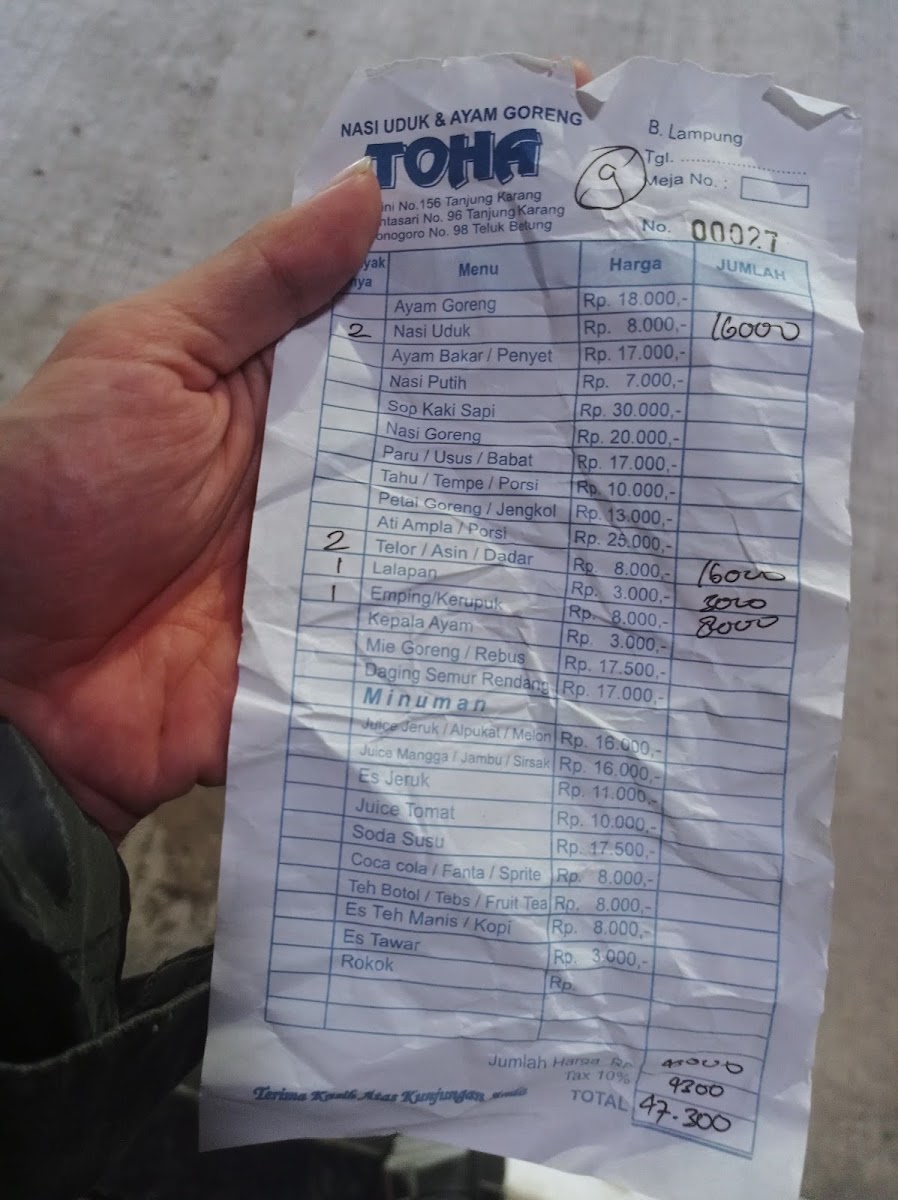 NASI UDUK & AYAM GORENG
TOHA
ini No.156 Tanjung Karang
ntasari No. 96 Tanjung Karang
onogoro No. 98 Teluk Betung
9
B. Lampung
Tgl. ....................
Meja No. :
No. 00027
yak nya Menu Harga JUMLAH
Ayam Goreng Rp. 18.000,-
2 Nasi Uduk Rp. 8.000,- 16000
Ayam Bakar / Penyet Rp. 17.000,-
Nasi Putih Rp. 7.000,-
Sop Kaki Sapi Rp. 30.000,-
Nasi Goreng Rp. 20.000,-
Paru / Usus / Babat Rp. 17.000,-
Tahu / Tempe / Porsi Rp. 10.000,-
Petai Goreng / Jengkol Rp. 13.000,-
Ati Ampla / Porsi Rp.
2 Telor / Asin / Dadar Rp. 8.000,- 16000
1 Lalapan Rp. 3.000,- 3000
1 Emping/Kerupuk Rp. 8.000,- 8000
Kepala Ayam Rp. 3.000,-
Mie Goreng / Rebus Rp. 17.500,-
Daging Semur Rendang Rp. 17.000,-
Minuman
Juice Jeruk / Alpukat / Melon Rp. 16.000,-
Juice Mangga / Jambu / Sirsak Rp. 16.000,-
Es Jeruk Rp. 11.000,-
Juice Tomat Rp. 10.000,-
Soda Susu Rp. 17.500,-
Coca cola / Fanta / Sprite Rp. 8.000,-
Teh Botol / Tebs / Fruit Tea Rp. 8.000,-
Es Teh Manis / Kopi Rp. 8.000,-
Es Tawar Rp. 3.000,-
Rokok Rp.
Jumlah Harga Rp 43000
Tax 10% 4300
TOTAL 47.300
Terima Kasih Atas Kunjungan